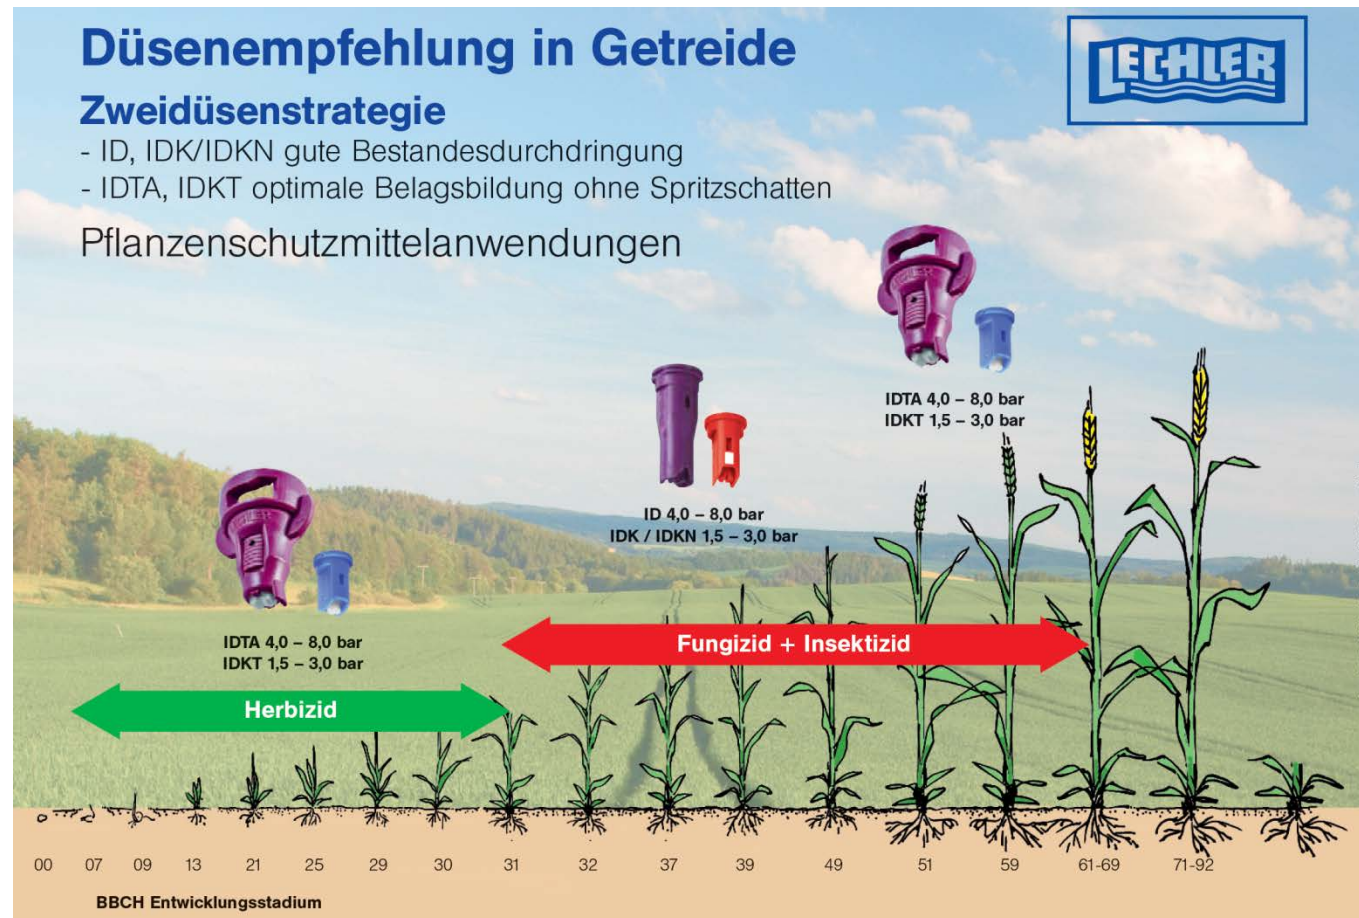 Düsenempfehlung in Getreide
LECHLER
Zweidüsenstrategie
- ID, IDK/IDKN gute Bestandesdurchdringung
- IDTA, IDKT optimale Belagsbildung ohne Spritzschatten
Pflanzenschutzmittelanwendungen
IDTA 4,0 – 8,0 bar
IDKT 1,5 – 3,0 bar
ID 4,0 – 8,0 bar
IDK / IDKN 1,5 – 3,0 bar
IDTA 4,0 – 8,0 bar
IDKT 1,5 – 3,0 bar
Fungizid + Insektizid
Herbizid
00 07 09 13 21 25 29 30 31 32 37 39 49 51 59 61-69 71-92
BBCH Entwicklungsstadium